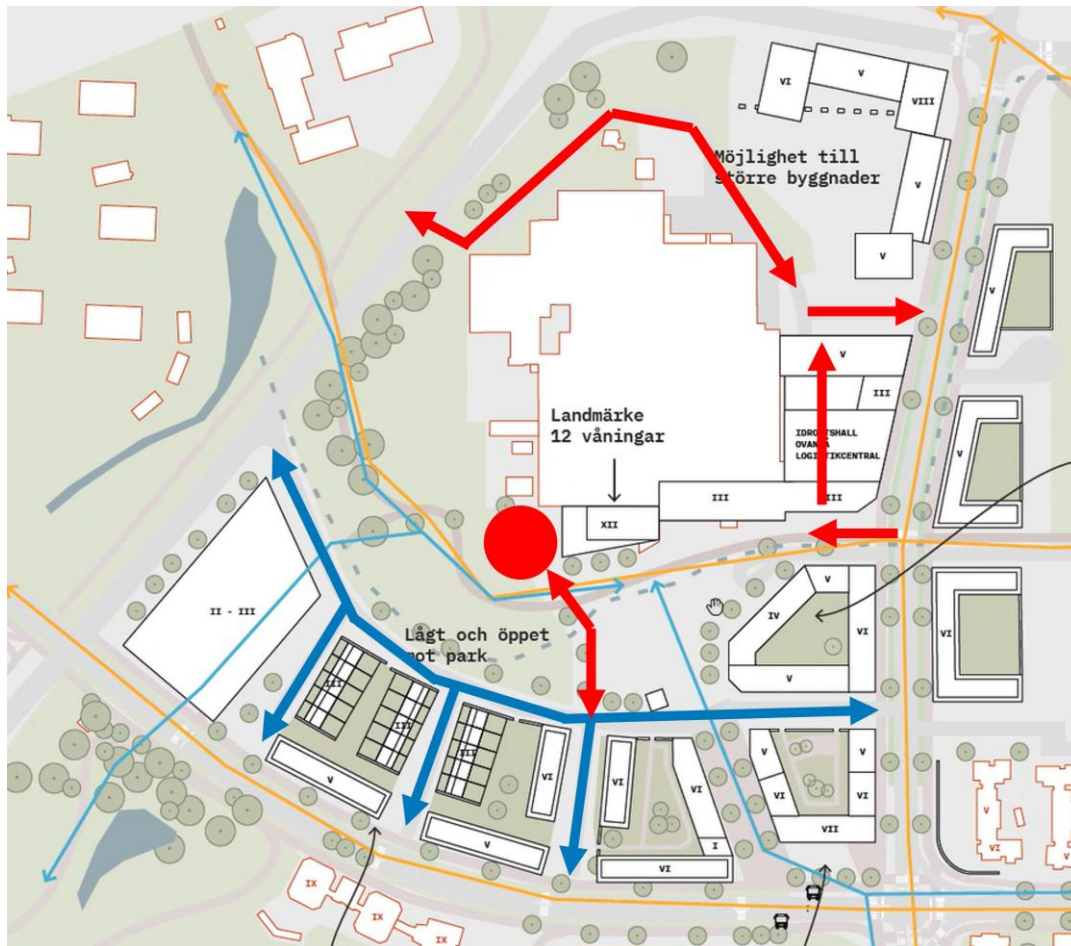 VI
V
VIII
Möjlighet till
större byggnader
V
V
V
V
III
Landmärke
12 våningar
IDROTTSHALL
OVANPÅ
LOGISTIKCENTRAL
V
III
III
XII
II - III
V
IV
VI
VI
Lågt och öppet
mot park
V
III
III
III
V
VI
V
VI
VI
V
V
VI
VI
VII
I
VI
V
VI
V
IX
IX
IX